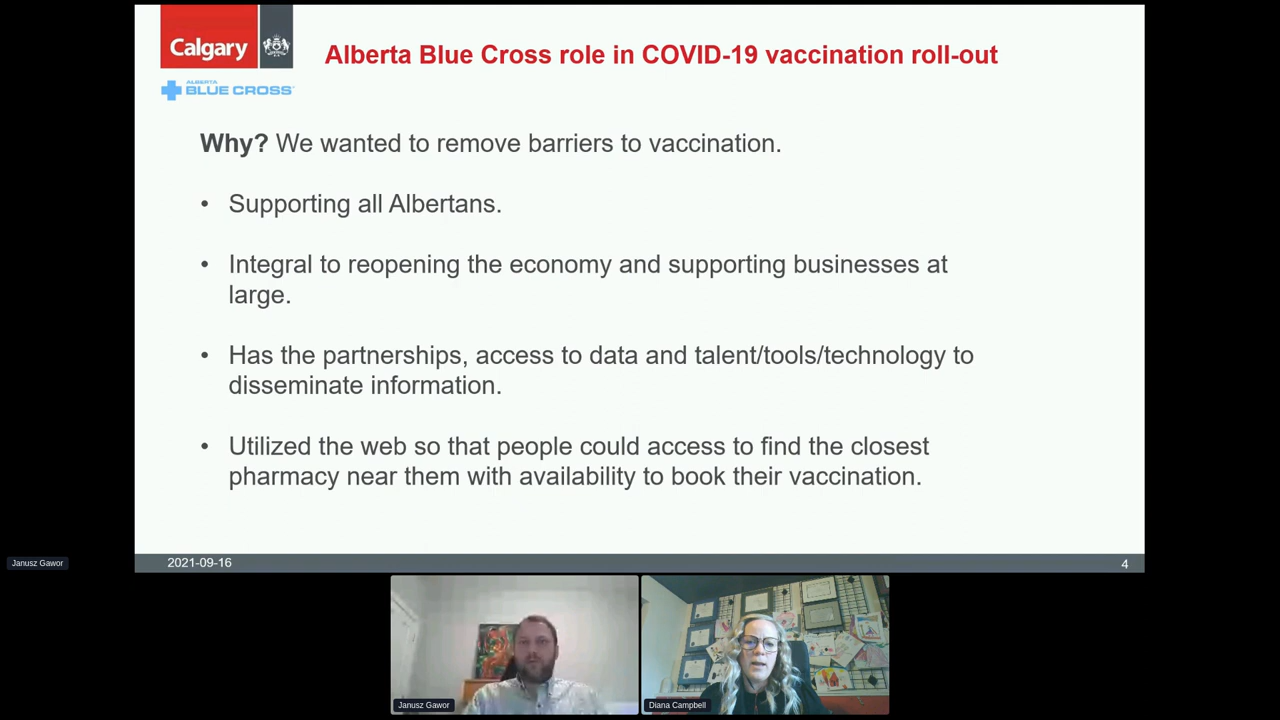 Calgary
ALBERTA
BLUE CROSS
Alberta Blue Cross role in COVID-19 vaccination roll-out
Why? We wanted to remove barriers to vaccination.
• Supporting all Albertans.
• Integral to reopening the economy and supporting businesses at
large.
• Has the partnerships, access to data and talent/tools/technology to
disseminate information.
• Utilized the web so that people could access to find the closest
pharmacy near them with availability to book their vaccination.
2021-09-16
4
Janusz Gawor
Janusz Gawor
Diana Campbell